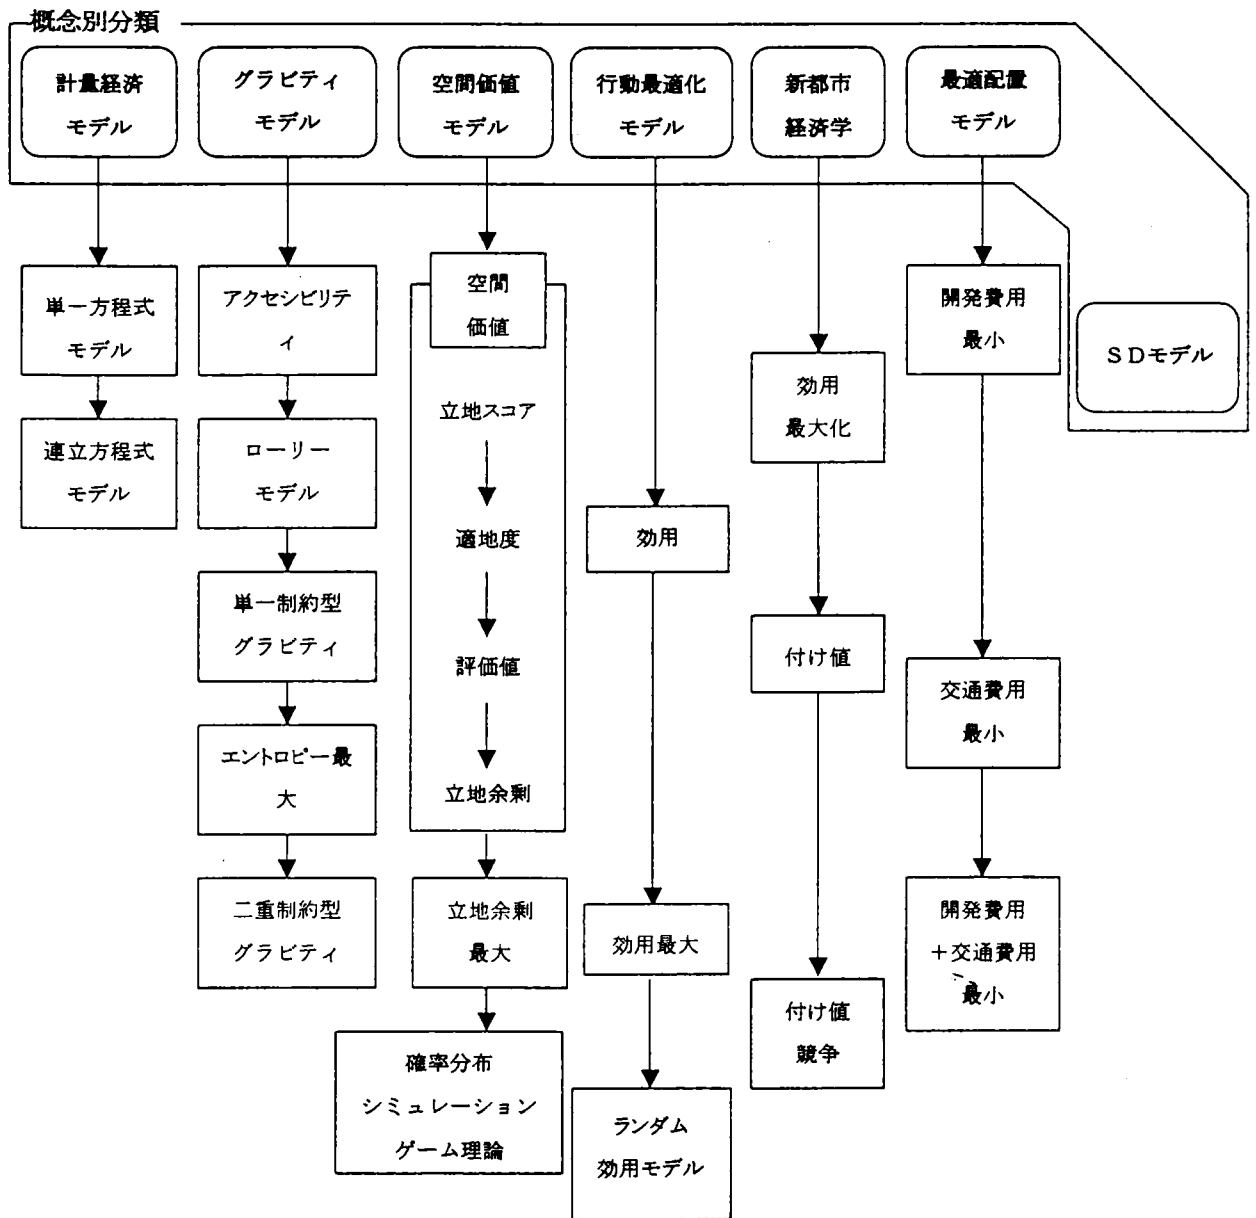 概念別分類
計量経済
モデル
グラビティ
モデル
空間価値
モデル
行動最適化
モデル
新都市
経済学
最適配置
モデル
SDモデル
単一方程式
モデル
連立方程式
モデル
アクセシビリテ
ィ
ローリー
モデル
単一制約型
グラビティ
エントロピー最
大
二重制約型
グラビティ
空間
価値
立地スコア
適地度
評価値
立地余剰
立地余剰
最大
確率分布
シミュレーション
ゲーム理論
効用
効用最大
ランダム
効用モデル
効用
最大化
付け値
付け値
競争
開発費用
最小
交通費用
最小
開発費用
+交通費用
最小